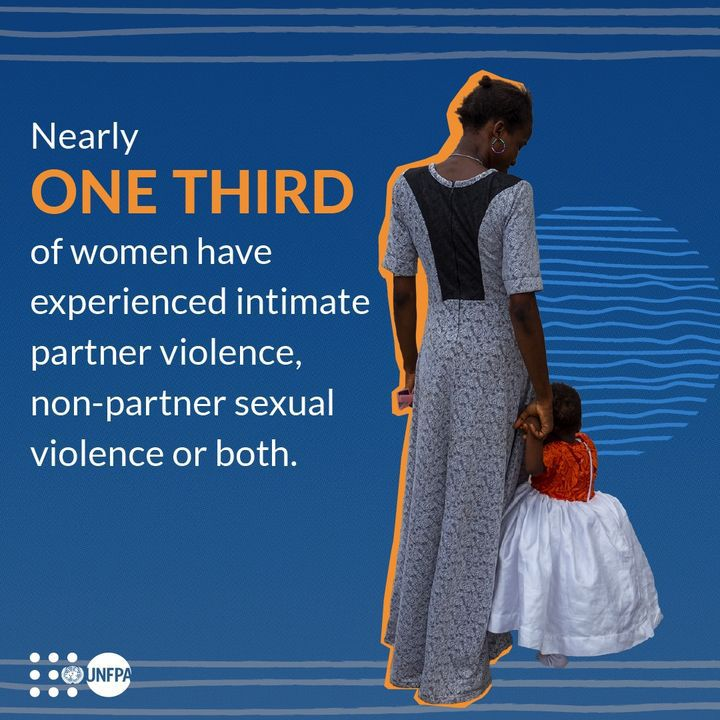 Nearly
ONE THIRD
of women have
experienced intimate
partner violence,
non-partner sexual
violence or both.
UNFPA